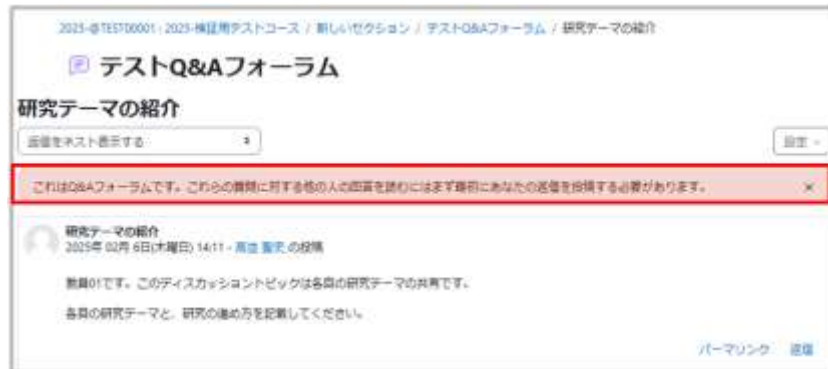 2025-@TEST00001 : 2025-検証用テストコース / 新しいセクション / テストQ&Aフォーラム / 研究テーマの紹介
テストQ&Aフォーラム
研究テーマの紹介
返信をネスト表示する
設定
これはQ&Aフォーラムです。これらの質問に対する他の人の回答を読むにはまず最初にあなたの返信を投稿する必要があります。 ×
研究テーマの紹介
2025年 02月 6日(木曜日) 14:11 - の投稿
教員01です。このディスカッショントピックは各自の研究テーマの共有です。
各自の研究テーマと、研究の進め方を記載してください。
パーマリンク 返信